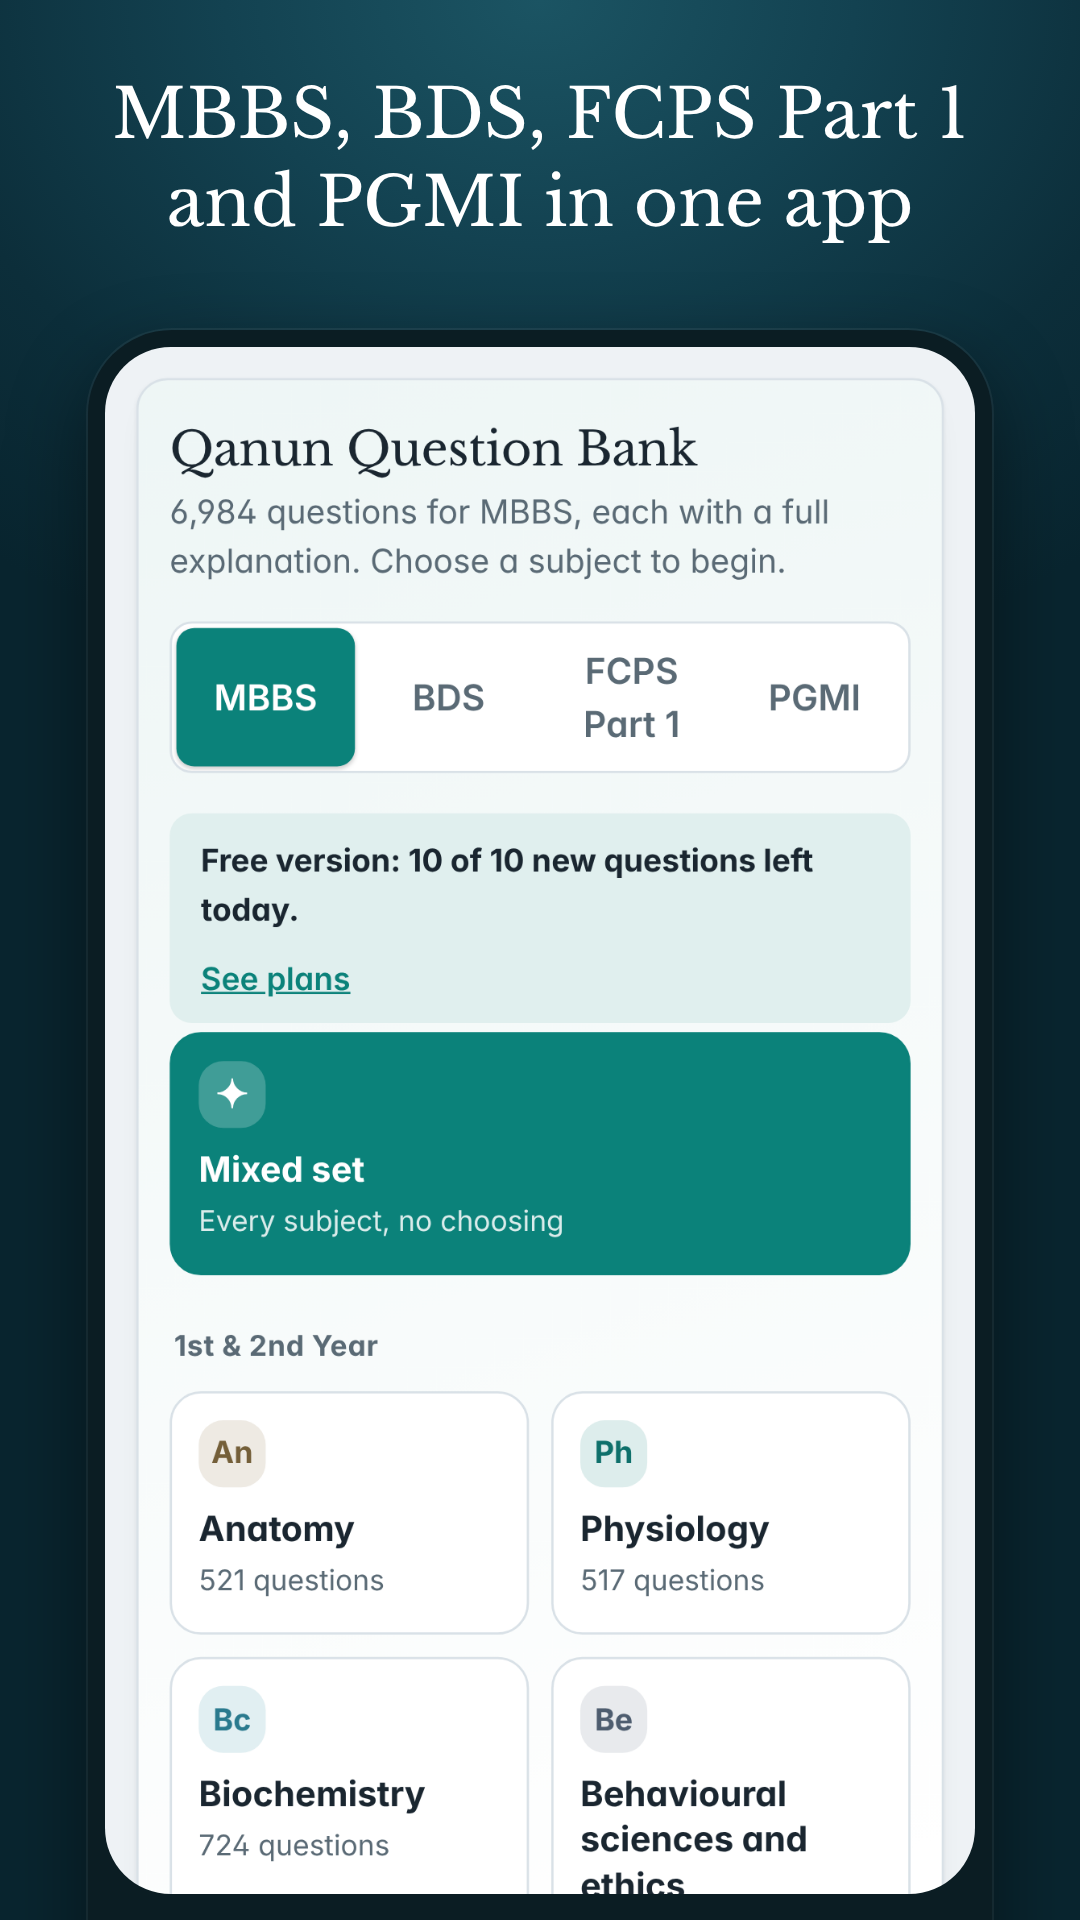 MBBS, BDS, FCPS Part 1
and PGMI in one app
Qanun Question Bank
6,984 questions for MBBS, each with a full
explanation. Choose a subject to begin.
MBBS
BDS
FCPS
Part 1
PGMI
Free version: 10 of 10 new questions left
today.
See plans
Mixed set
Every subject, no choosing
1st & 2nd Year
An
Anatomy
521 questions
Ph
Physiology
517 questions
Bc
Biochemistry
724 questions
Be
Behavioural
sciences and
ethics